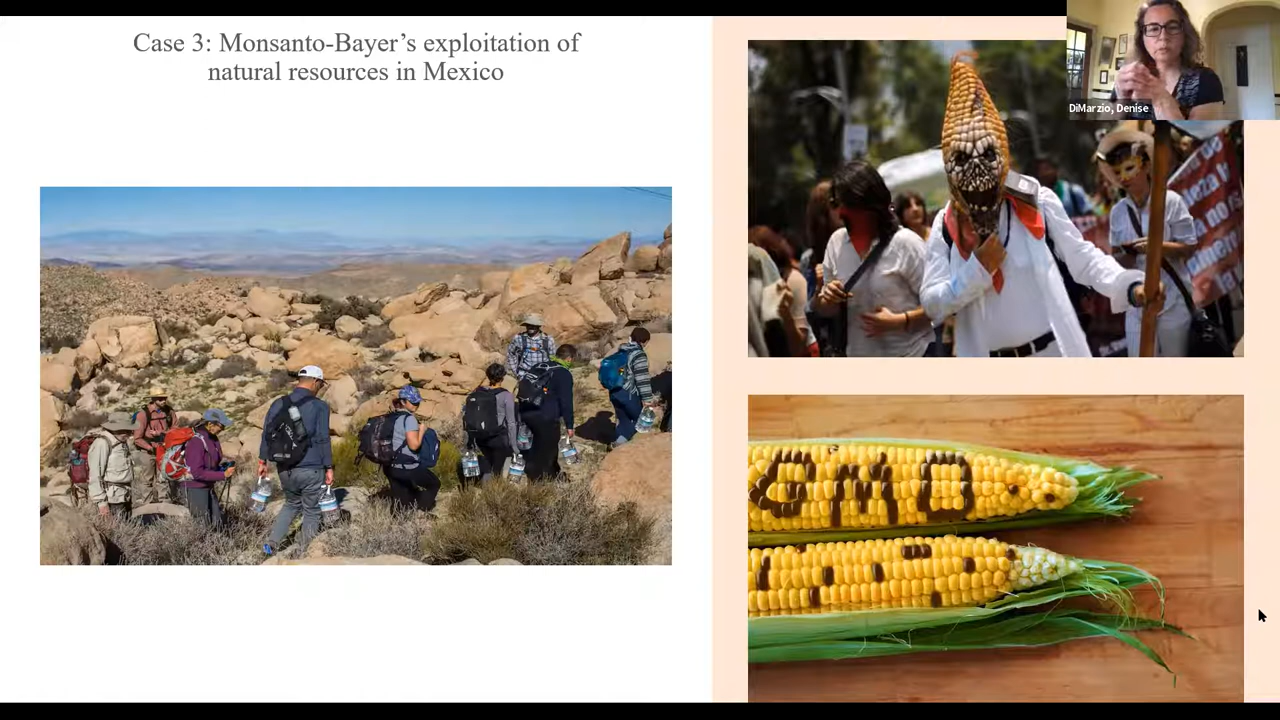 Case 3: Monsanto-Bayer’s exploitation of
natural resources in Mexico
DiMarzio, Denise
GMO